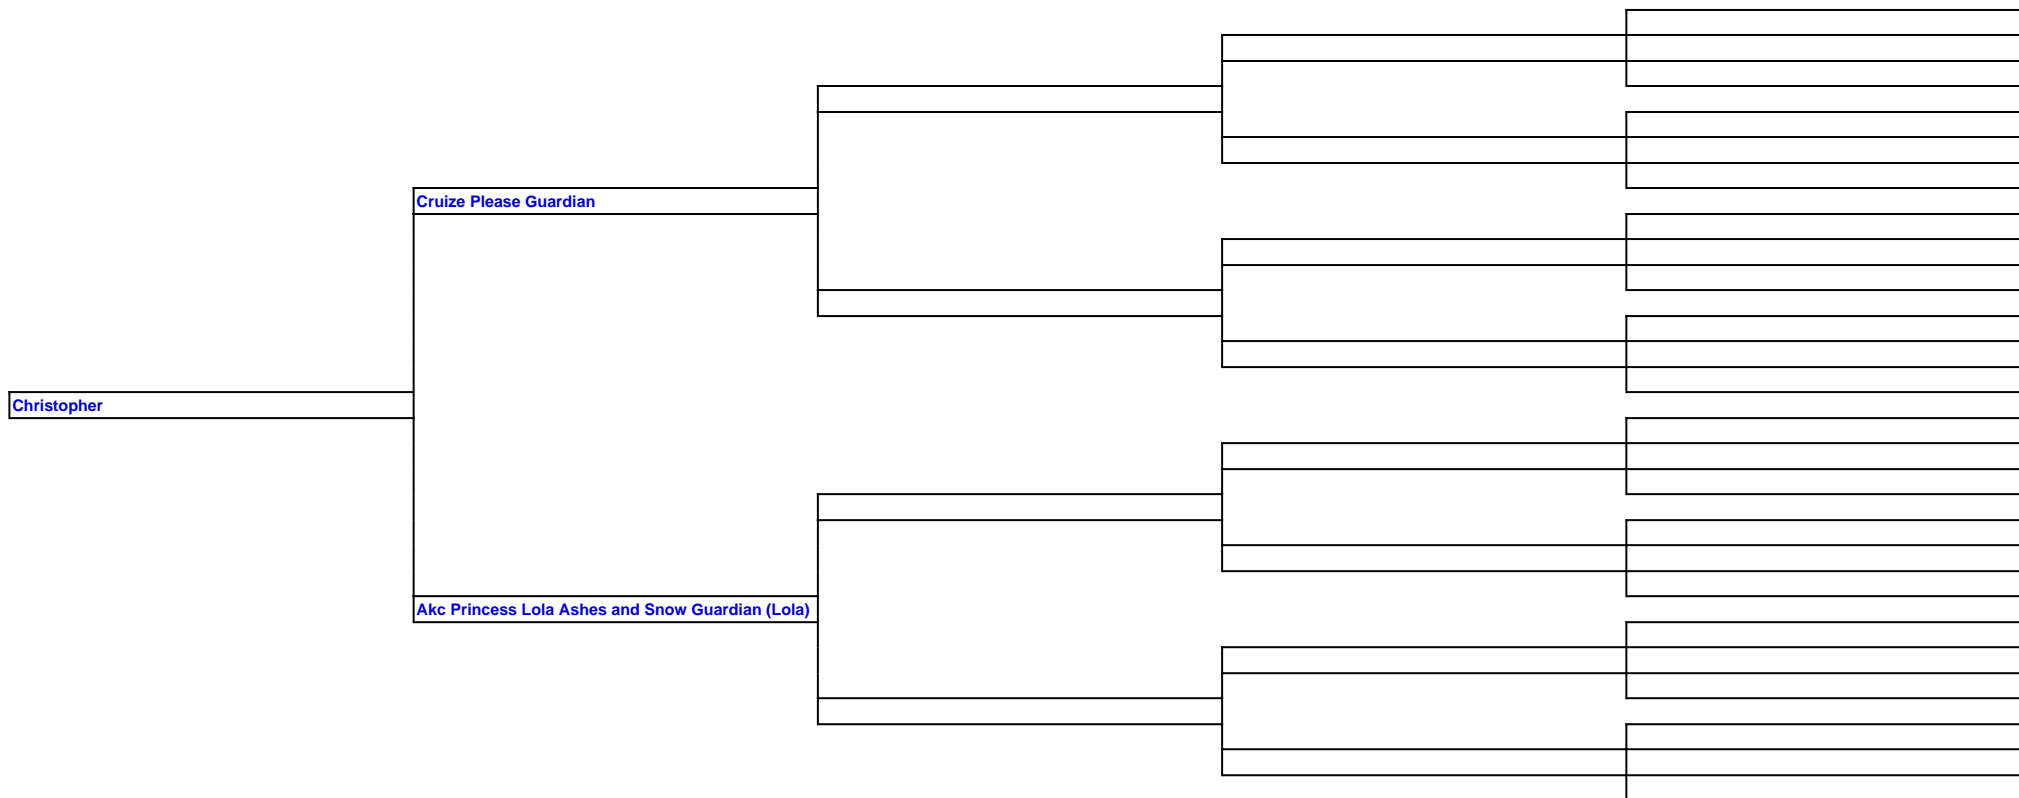 Cruize Please Guardian
Christopher
Akc Princess Lola Ashes and Snow Guardian (Lola)